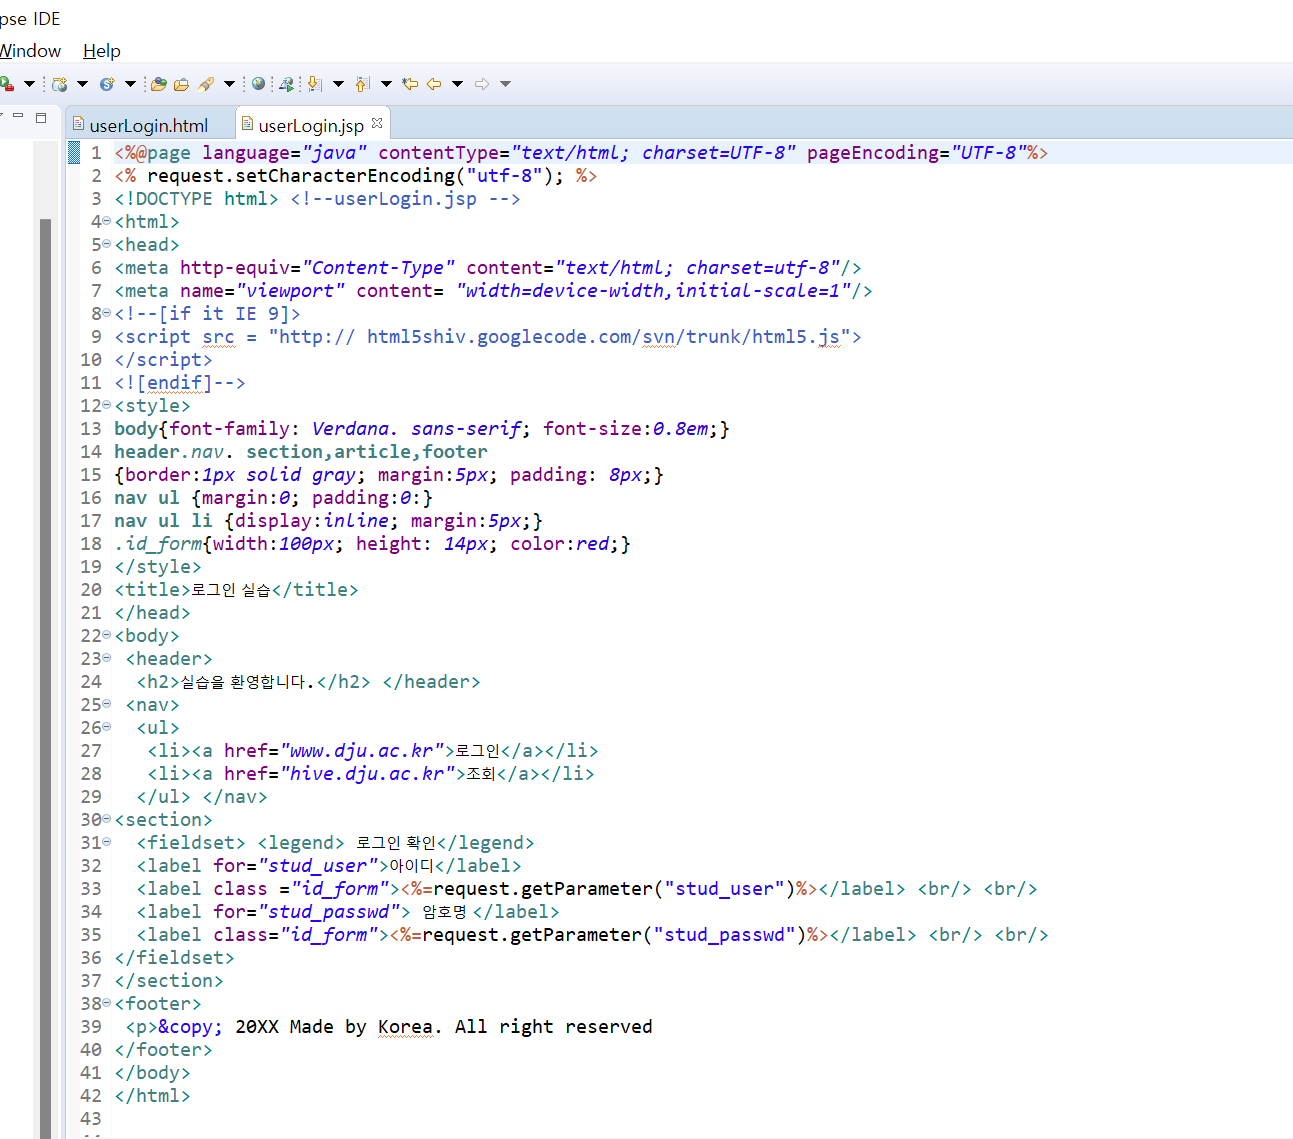 pse IDE
Window Help
userLogin.html userLogin.jsp
1 <%@page language="java" contentType="text/html; charset=UTF-8" pageEncoding="UTF-8"%>
2 <% request.setCharacterEncoding("utf-8"); %>
3 <!DOCTYPE html> <!--userLogin.jsp -->
4 <html>
5 <head>
6 <meta http-equiv="Content-Type" content="text/html; charset=utf-8"/>
7 <meta name="viewport" content= "width=device-width,initial-scale=1"/>
8 <!--[if it IE 9]>
9 <script src = "http:// html5shiv.googlecode.com/svn/trunk/html5.js">
10 </script>
11 <![endif]-->
12 <style>
13 body{font-family: Verdana. sans-serif; font-size:0.8em;}
14 header.nav. section,article,footer
15 {border:1px solid gray; margin:5px; padding: 8px;}
16 nav ul {margin:0; padding:0:}
17 nav ul li {display:inline; margin:5px;}
18 .id_form{width:100px; height: 14px; color:red;}
19 </style>
20 <title>로그인 실습</title>
21 </head>
22 <body>
23 <header>
24 <h2>실습을 환영합니다.</h2> </header>
25 <nav>
26 <ul>
27 <li><a href="www.dju.ac.kr">로그인</a></li>
28 <li><a href="hive.dju.ac.kr">조회</a></li>
29 </ul> </nav>
30 <section>
31 <fieldset> <legend> 로그인 확인</legend>
32 <label for="stud_user">아이디</label>
33 <label class ="id_form"><%=request.getParameter("stud_user")%></label> <br/> <br/>
34 <label for="stud_passwd"> 암호명 </label>
35 <label class="id_form"><%=request.getParameter("stud_passwd")%></label> <br/> <br/>
36 </fieldset>
37 </section>
38 <footer>
39 <p>&copy; 20XX Made by Korea. All right reserved
40 </footer>
41 </body>
42 </html>
43